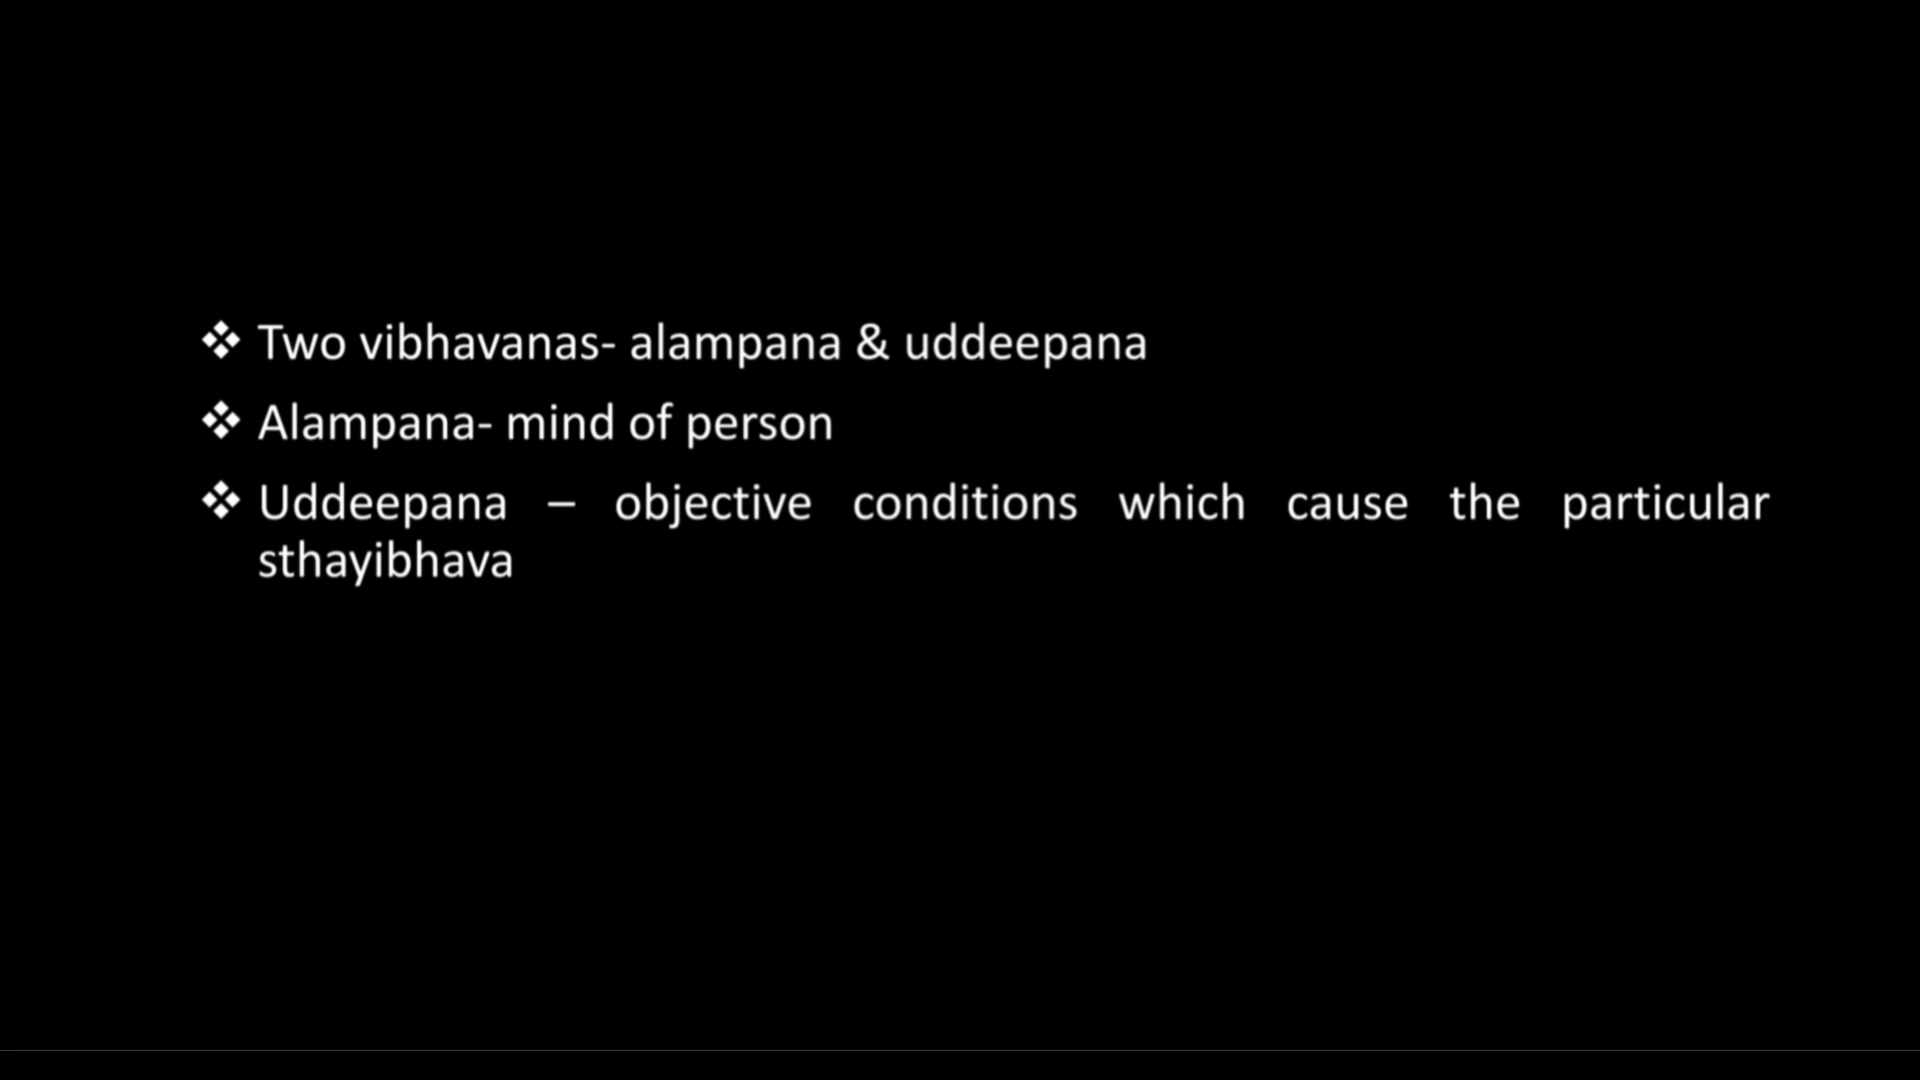 ❖ Two vibhavanas- alampana & uddeepana
❖ Alampana- mind of person
❖ Uddeepana – objective conditions which cause the particular
sthayibhava